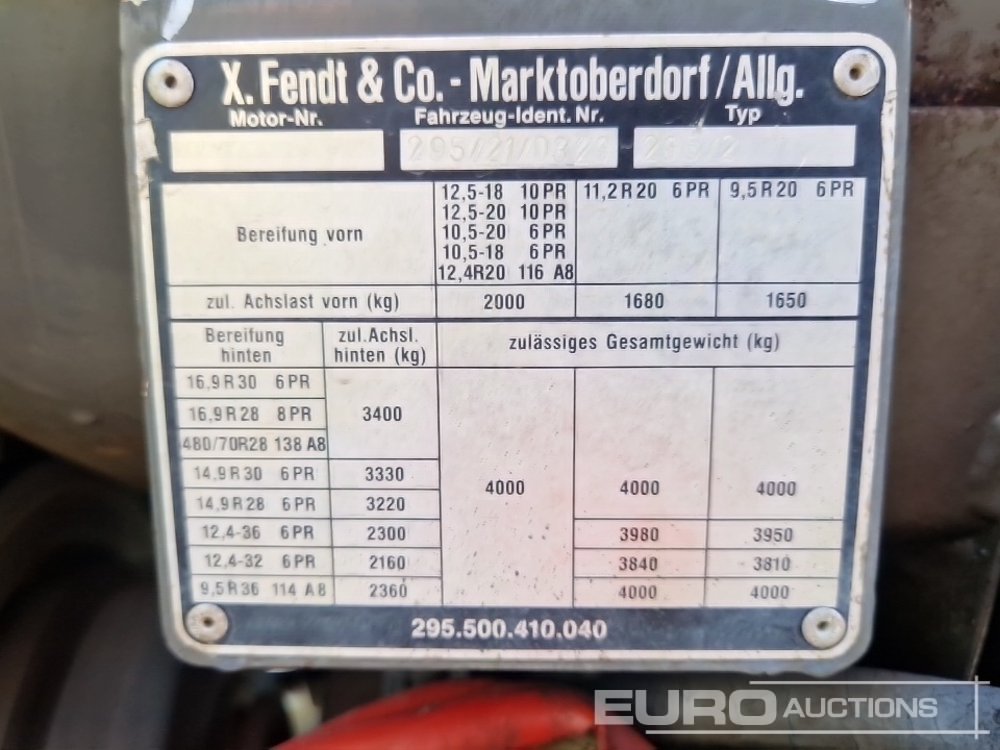 X. Fendt & Co. - Marktoberdorf/Allg.
Motor-Nr. Fahrzeug-Ident. Nr. Typ
Bereifung vorn
12,5-18 10 PR 11,2 R 20 6 PR 9,5 R 20 6 PR
12,5-20 10 PR
10,5-20 6 PR
10,5-18 6 PR
12,4R20 116 A8
zul. Achslast vorn (kg) 2000 1680 1650
Bereifung hinten zul.Achsl. hinten (kg) zulässiges Gesamtgewicht (kg)
16,9 R 30 6 PR
16,9 R 28 8 PR 3400
480/70R28 138 A8
14,9 R 30 6 PR 3330 4000 4000 4000
14,9 R 28 6 PR 3220
12,4-36 6 PR 2300 3980 3950
12,4-32 6 PR 2160 3840 3810
9,5 R 36 114 A8 2360 4000 4000
295.500.410.040
EURO AUCTIONS